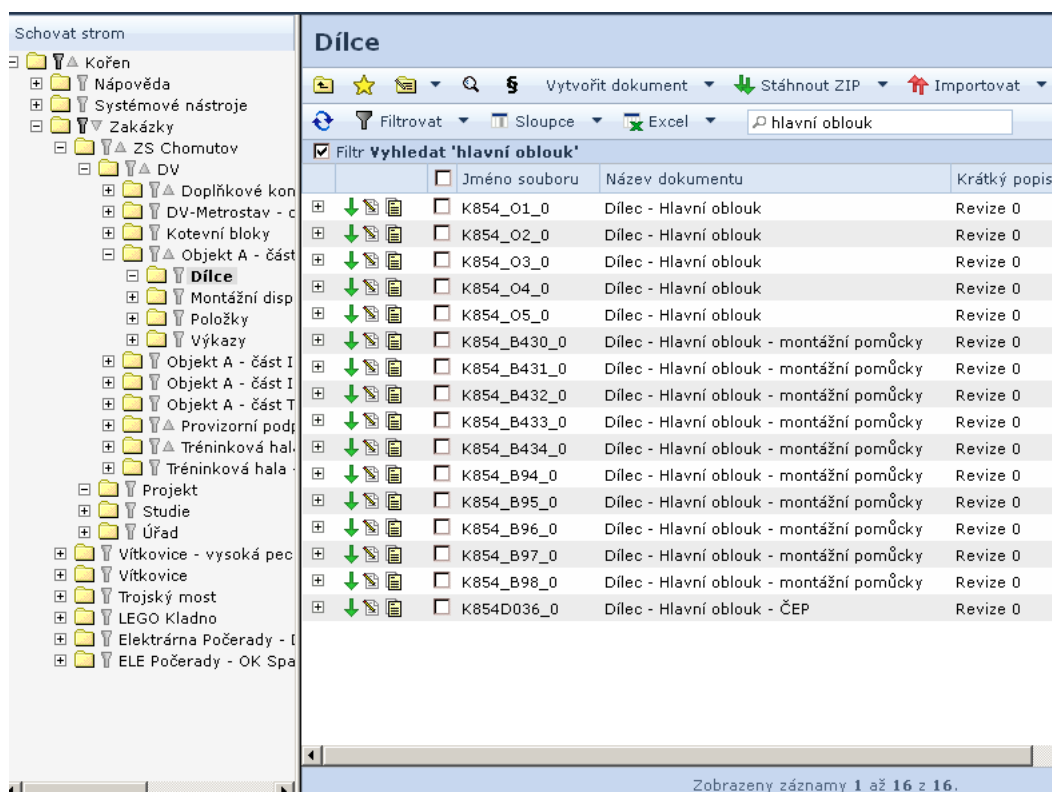 Schovat strom
Kořen
Nápověda
Systémové nástroje
Zakázky
ZS Chomutov
DV
Doplňkové kon
DV-Metrostav - c
Kotevní bloky
Objekt A - část
Dílce
Montážní disp
Položky
Výkazy
Objekt A - část I
Objekt A - část I
Objekt A - část T
Provizorní podp
Tréninková hal
Tréninková hala -
Projekt
Studie
Úřad
Vítkovice - vysoká pec
Vítkovice
Trojský most
LEGO Kladno
Elektrárna Počerady - 
ELE Počerady - OK Spa
Dílce
§ Vytvořit dokument Stáhnout ZIP Importovat
Filtrovat Sloupce Excel hlavní oblouk
Filtr Vyhledat 'hlavní oblouk'
Jméno souboru Název dokumentu Krátký popis
K854_O1_0 Dílec - Hlavní oblouk Revize 0
K854_O2_0 Dílec - Hlavní oblouk Revize 0
K854_O3_0 Dílec - Hlavní oblouk Revize 0
K854_O4_0 Dílec - Hlavní oblouk Revize 0
K854_O5_0 Dílec - Hlavní oblouk Revize 0
K854_B430_0 Dílec - Hlavní oblouk - montážní pomůcky Revize 0
K854_B431_0 Dílec - Hlavní oblouk - montážní pomůcky Revize 0
K854_B432_0 Dílec - Hlavní oblouk - montážní pomůcky Revize 0
K854_B433_0 Dílec - Hlavní oblouk - montážní pomůcky Revize 0
K854_B434_0 Dílec - Hlavní oblouk - montážní pomůcky Revize 0
K854_B94_0 Dílec - Hlavní oblouk - montážní pomůcky Revize 0
K854_B95_0 Dílec - Hlavní oblouk - montážní pomůcky Revize 0
K854_B96_0 Dílec - Hlavní oblouk - montážní pomůcky Revize 0
K854_B97_0 Dílec - Hlavní oblouk - montážní pomůcky Revize 0
K854_B98_0 Dílec - Hlavní oblouk - montážní pomůcky Revize 0
K854D036_0 Dílec - Hlavní oblouk - ČEP Revize 0
Zobrazeny záznamy 1 až 16 z 16.